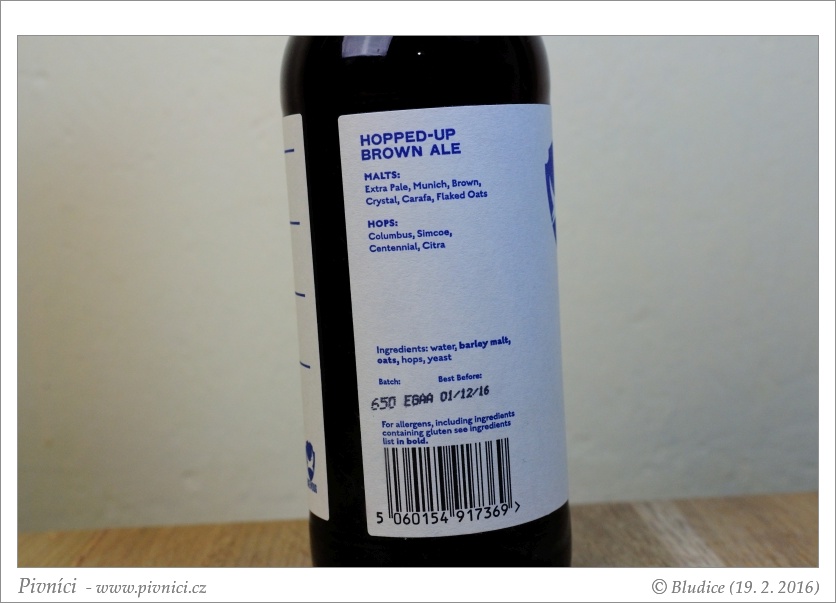 HOPPED-UP
BROWN ALE
MALTS:
Extra Pale, Munich, Brown,
Crystal, Carafa, Flaked Oats
HOPS:
Columbus, Simcoe,
Centennial, Citra
Ingredients: water, barley malt,
oats, hops, yeast
Batch: Best Before:
650 EGAA 01/12/16
For allergens, including ingredients
containing gluten see ingredients
list in bold.
5 060154 917369 >
Pivníci - www.pivnici.cz
© Bludice (19. 2. 2016)